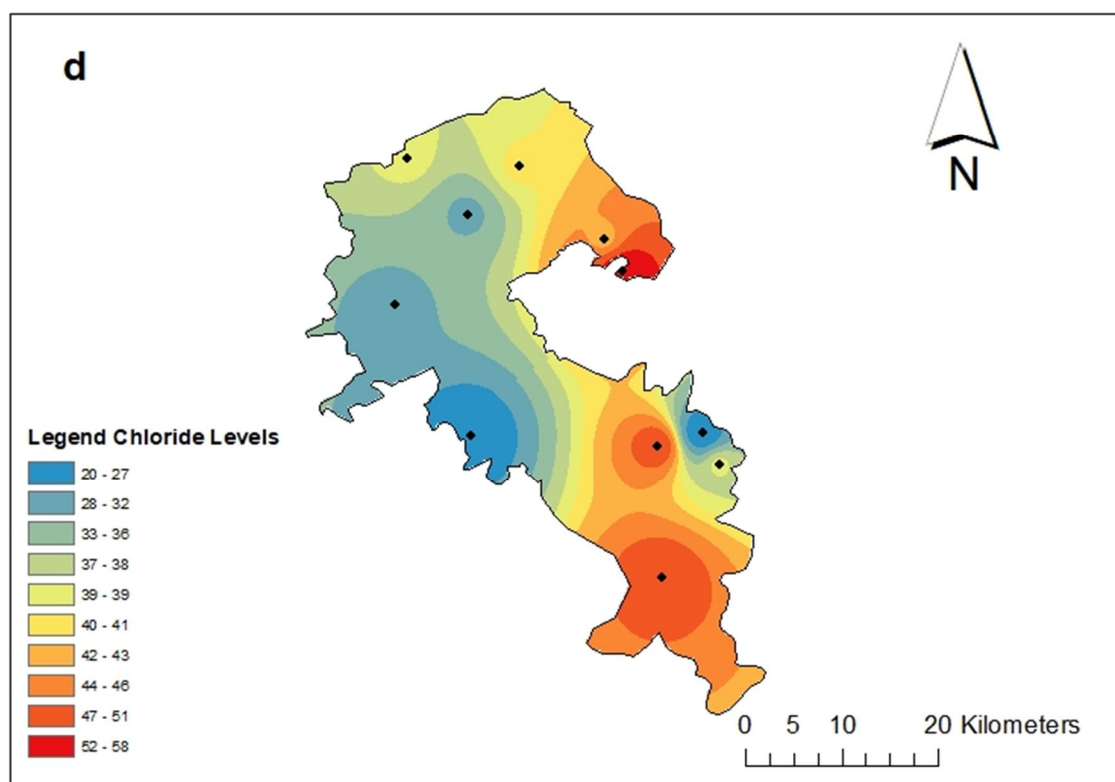 d
N
Legend Chloride Levels
20 - 27
28 - 32
33 - 36
37 - 38
39 - 39
40 - 41
42 - 43
44 - 46
47 - 51
52 - 58
0 5 10 20 Kilometers